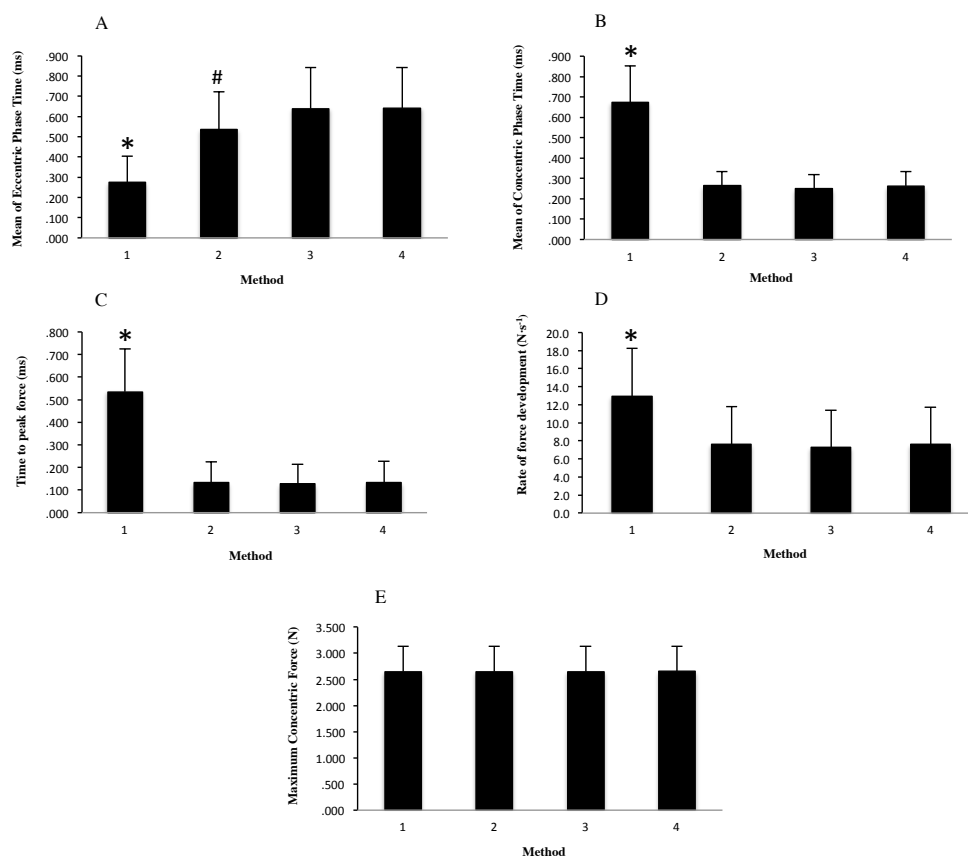 A
Mean of Eccentric Phase Time (ms)
.900
.800
.700
.600
.500
.400
.300
.200
.100
.000
*
#
1 2 3 4
Method
B
Mean of Concentric Phase Time (ms)
.900
.800
.700
.600
.500
.400
.300
.200
.100
.000
*
1 2 3 4
Method
C
Time to peak force (ms)
.800
.700
.600
.500
.400
.300
.200
.100
.000
*
1 2 3 4
Method
D
Rate of force development (N·s⁻¹)
20.0
18.0
16.0
14.0
12.0
10.0
8.0
6.0
4.0
2.0
0.0
*
1 2 3 4
Method
E
Maximum Concentric Force (N)
3.500
3.000
2.500
2.000
1.500
1.000
.500
.000
1 2 3 4
Method